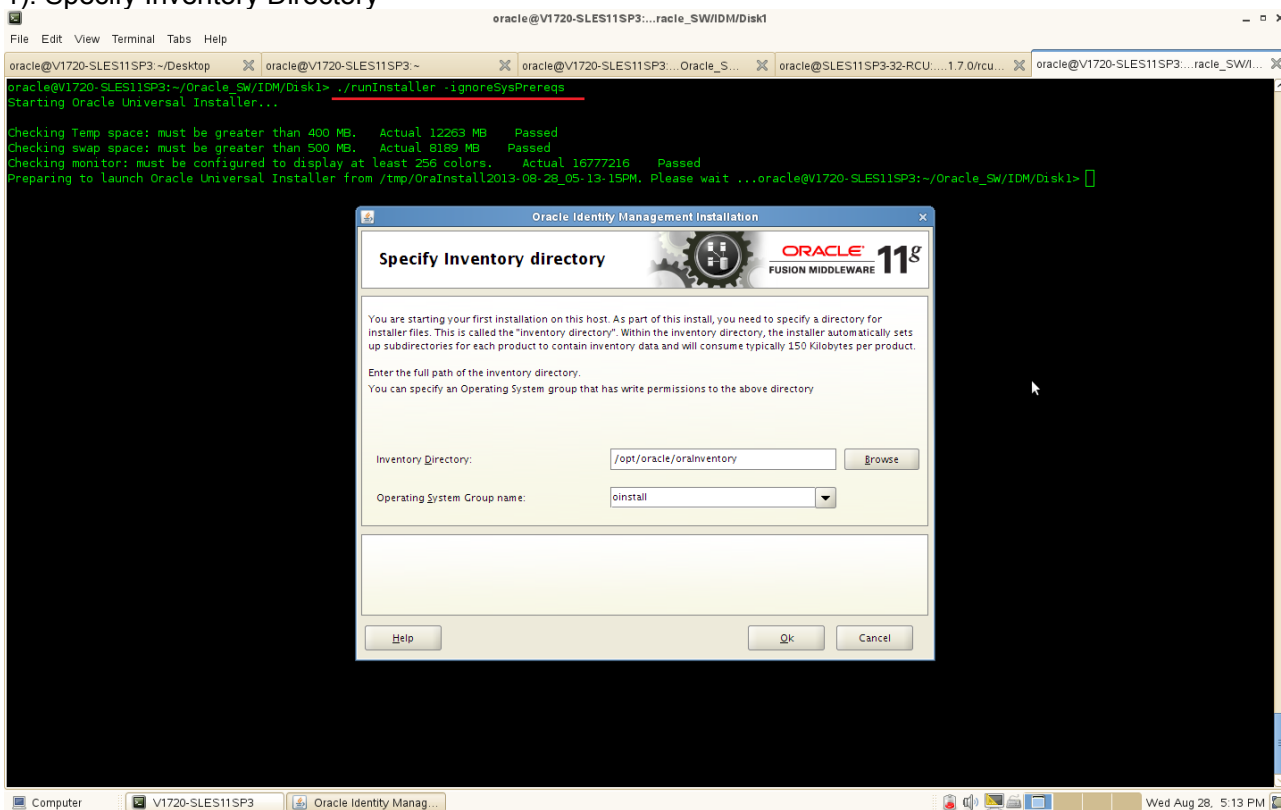 1). Specify Inventory Directory
oracle@V1720-SLES11SP3:...racle_SW/IDM/Disk1
File Edit View Terminal Tabs Help
oracle@V1720-SLES11SP3:~/Desktop
oracle@V1720-SLES11SP3:~
oracle@V1720-SLES11SP3:...Oracle_S...
oracle@SLES11SP3-32-RCU:....1.7.0/rcu...
oracle@V1720-SLES11SP3:...racle_SW/I...
oracle@V1720-SLES11SP3:~/Oracle_SW/IDM/Disk1> ./runInstaller -ignoreSysPrereqs
Starting Oracle Universal Installer...
Checking Temp space: must be greater than 400 MB. Actual 12263 MB Passed
Checking swap space: must be greater than 500 MB. Actual 8189 MB Passed
Checking monitor: must be configured to display at least 256 colors. Actual 16777216 Passed
Preparing to launch Oracle Universal Installer from /tmp/OraInstall2013-08-28_05-13-15PM. Please wait ...oracle@V1720-SLES11SP3:~/Oracle_SW/IDM/Disk1>
Oracle Identity Management Installation
Specify Inventory directory
ORACLE
FUSION MIDDLEWARE 11g
You are starting your first installation on this host. As part of this install, you need to specify a directory for
installer files. This is called the "inventory directory". Within the inventory directory, the installer automatically sets
up subdirectories for each product to contain inventory data and will consume typically 150 Kilobytes per product.
Enter the full path of the inventory directory.
You can specify an Operating System group that has write permissions to the above directory
Inventory Directory: /opt/oracle/oraInventory Browse
Operating System Group name: oinstall
Help Ok Cancel
Computer V1720-SLES11SP3 Oracle Identity Manag... Wed Aug 28, 5:13 PM